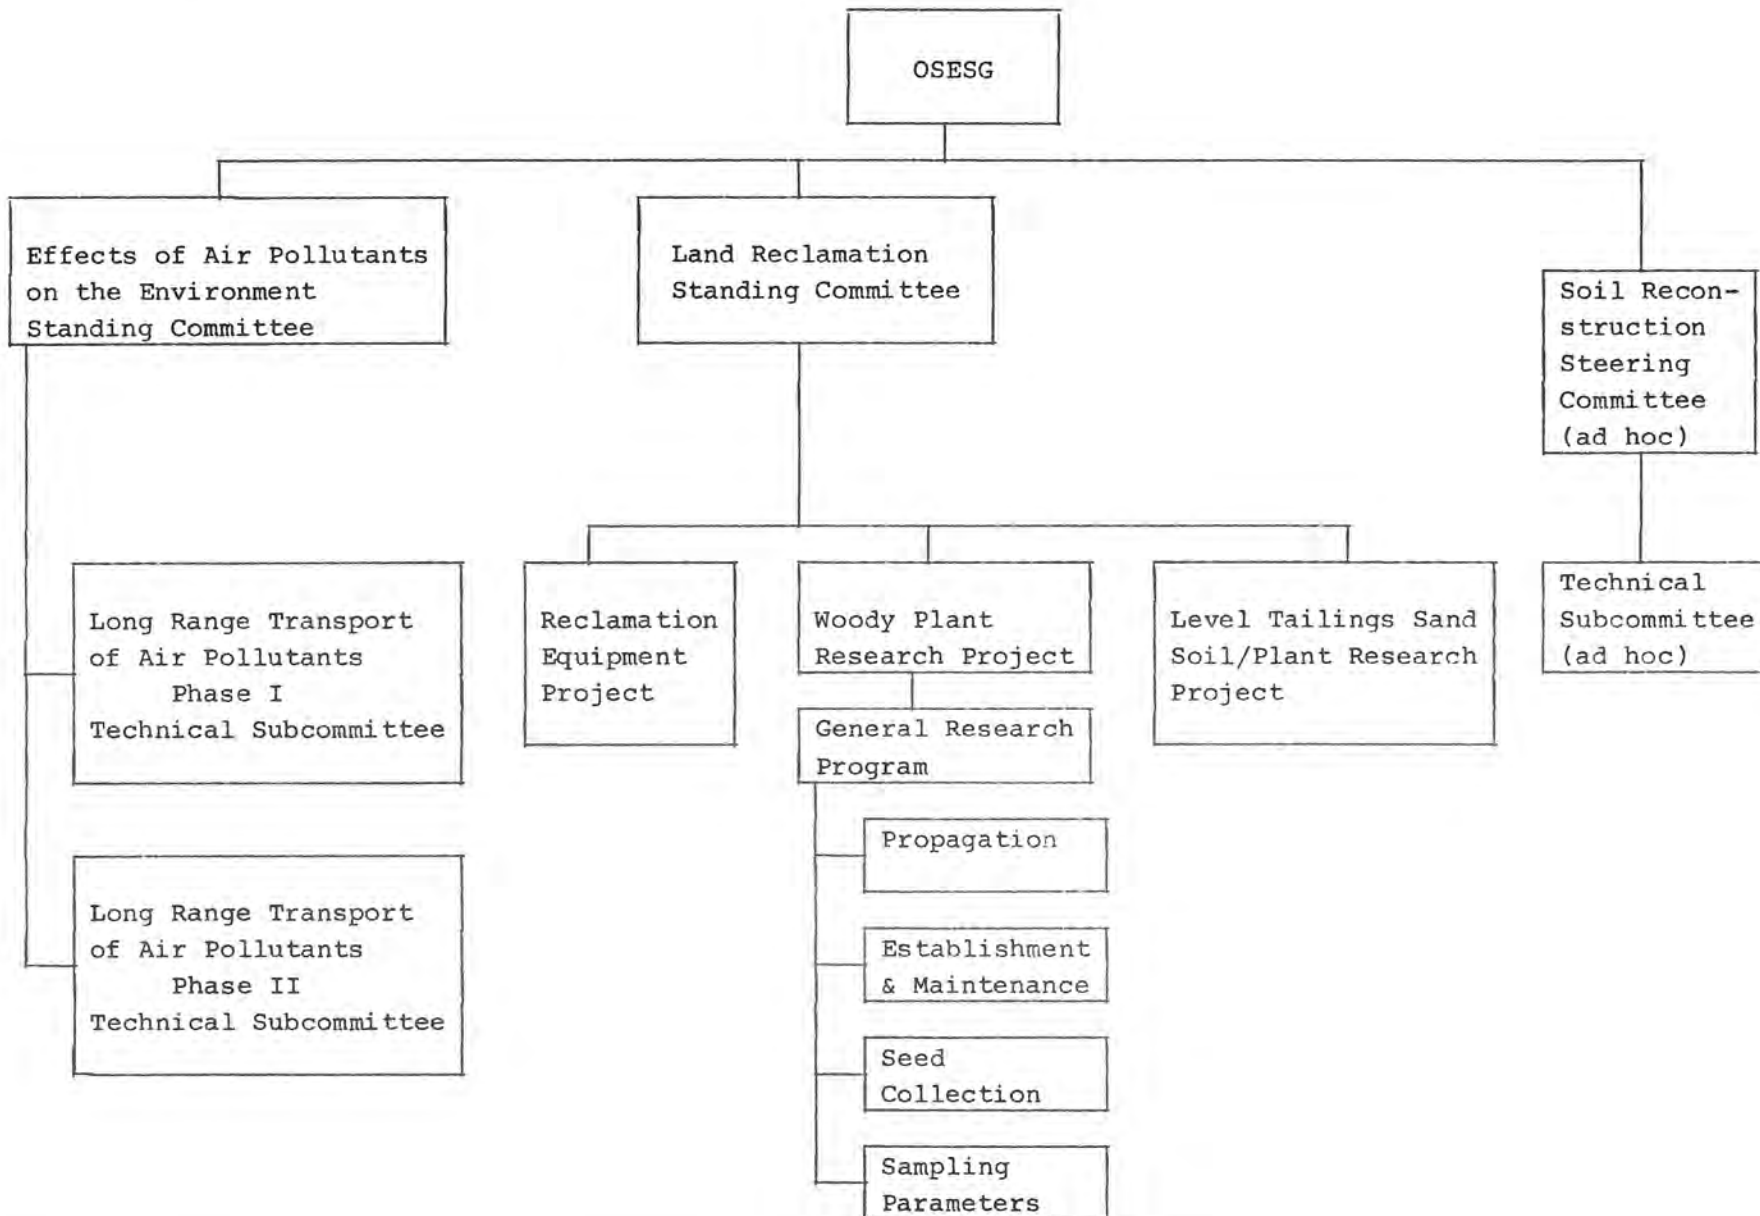 OSESG
Effects of Air Pollutants
on the Environment
Standing Committee
Land Reclamation
Standing Committee
Soil Recon-
struction
Steering
Committee
(ad hoc)
Long Range Transport
of Air Pollutants
Phase I
Technical Subcommittee
Long Range Transport
of Air Pollutants
Phase II
Technical Subcommittee
Reclamation
Equipment
Project
Woody Plant
Research Project
General Research
Program
Propagation
Establishment
& Maintenance
Seed
Collection
Sampling
Parameters
Level Tailings Sand
Soil/Plant Research
Project
Technical
Subcommittee
(ad hoc)